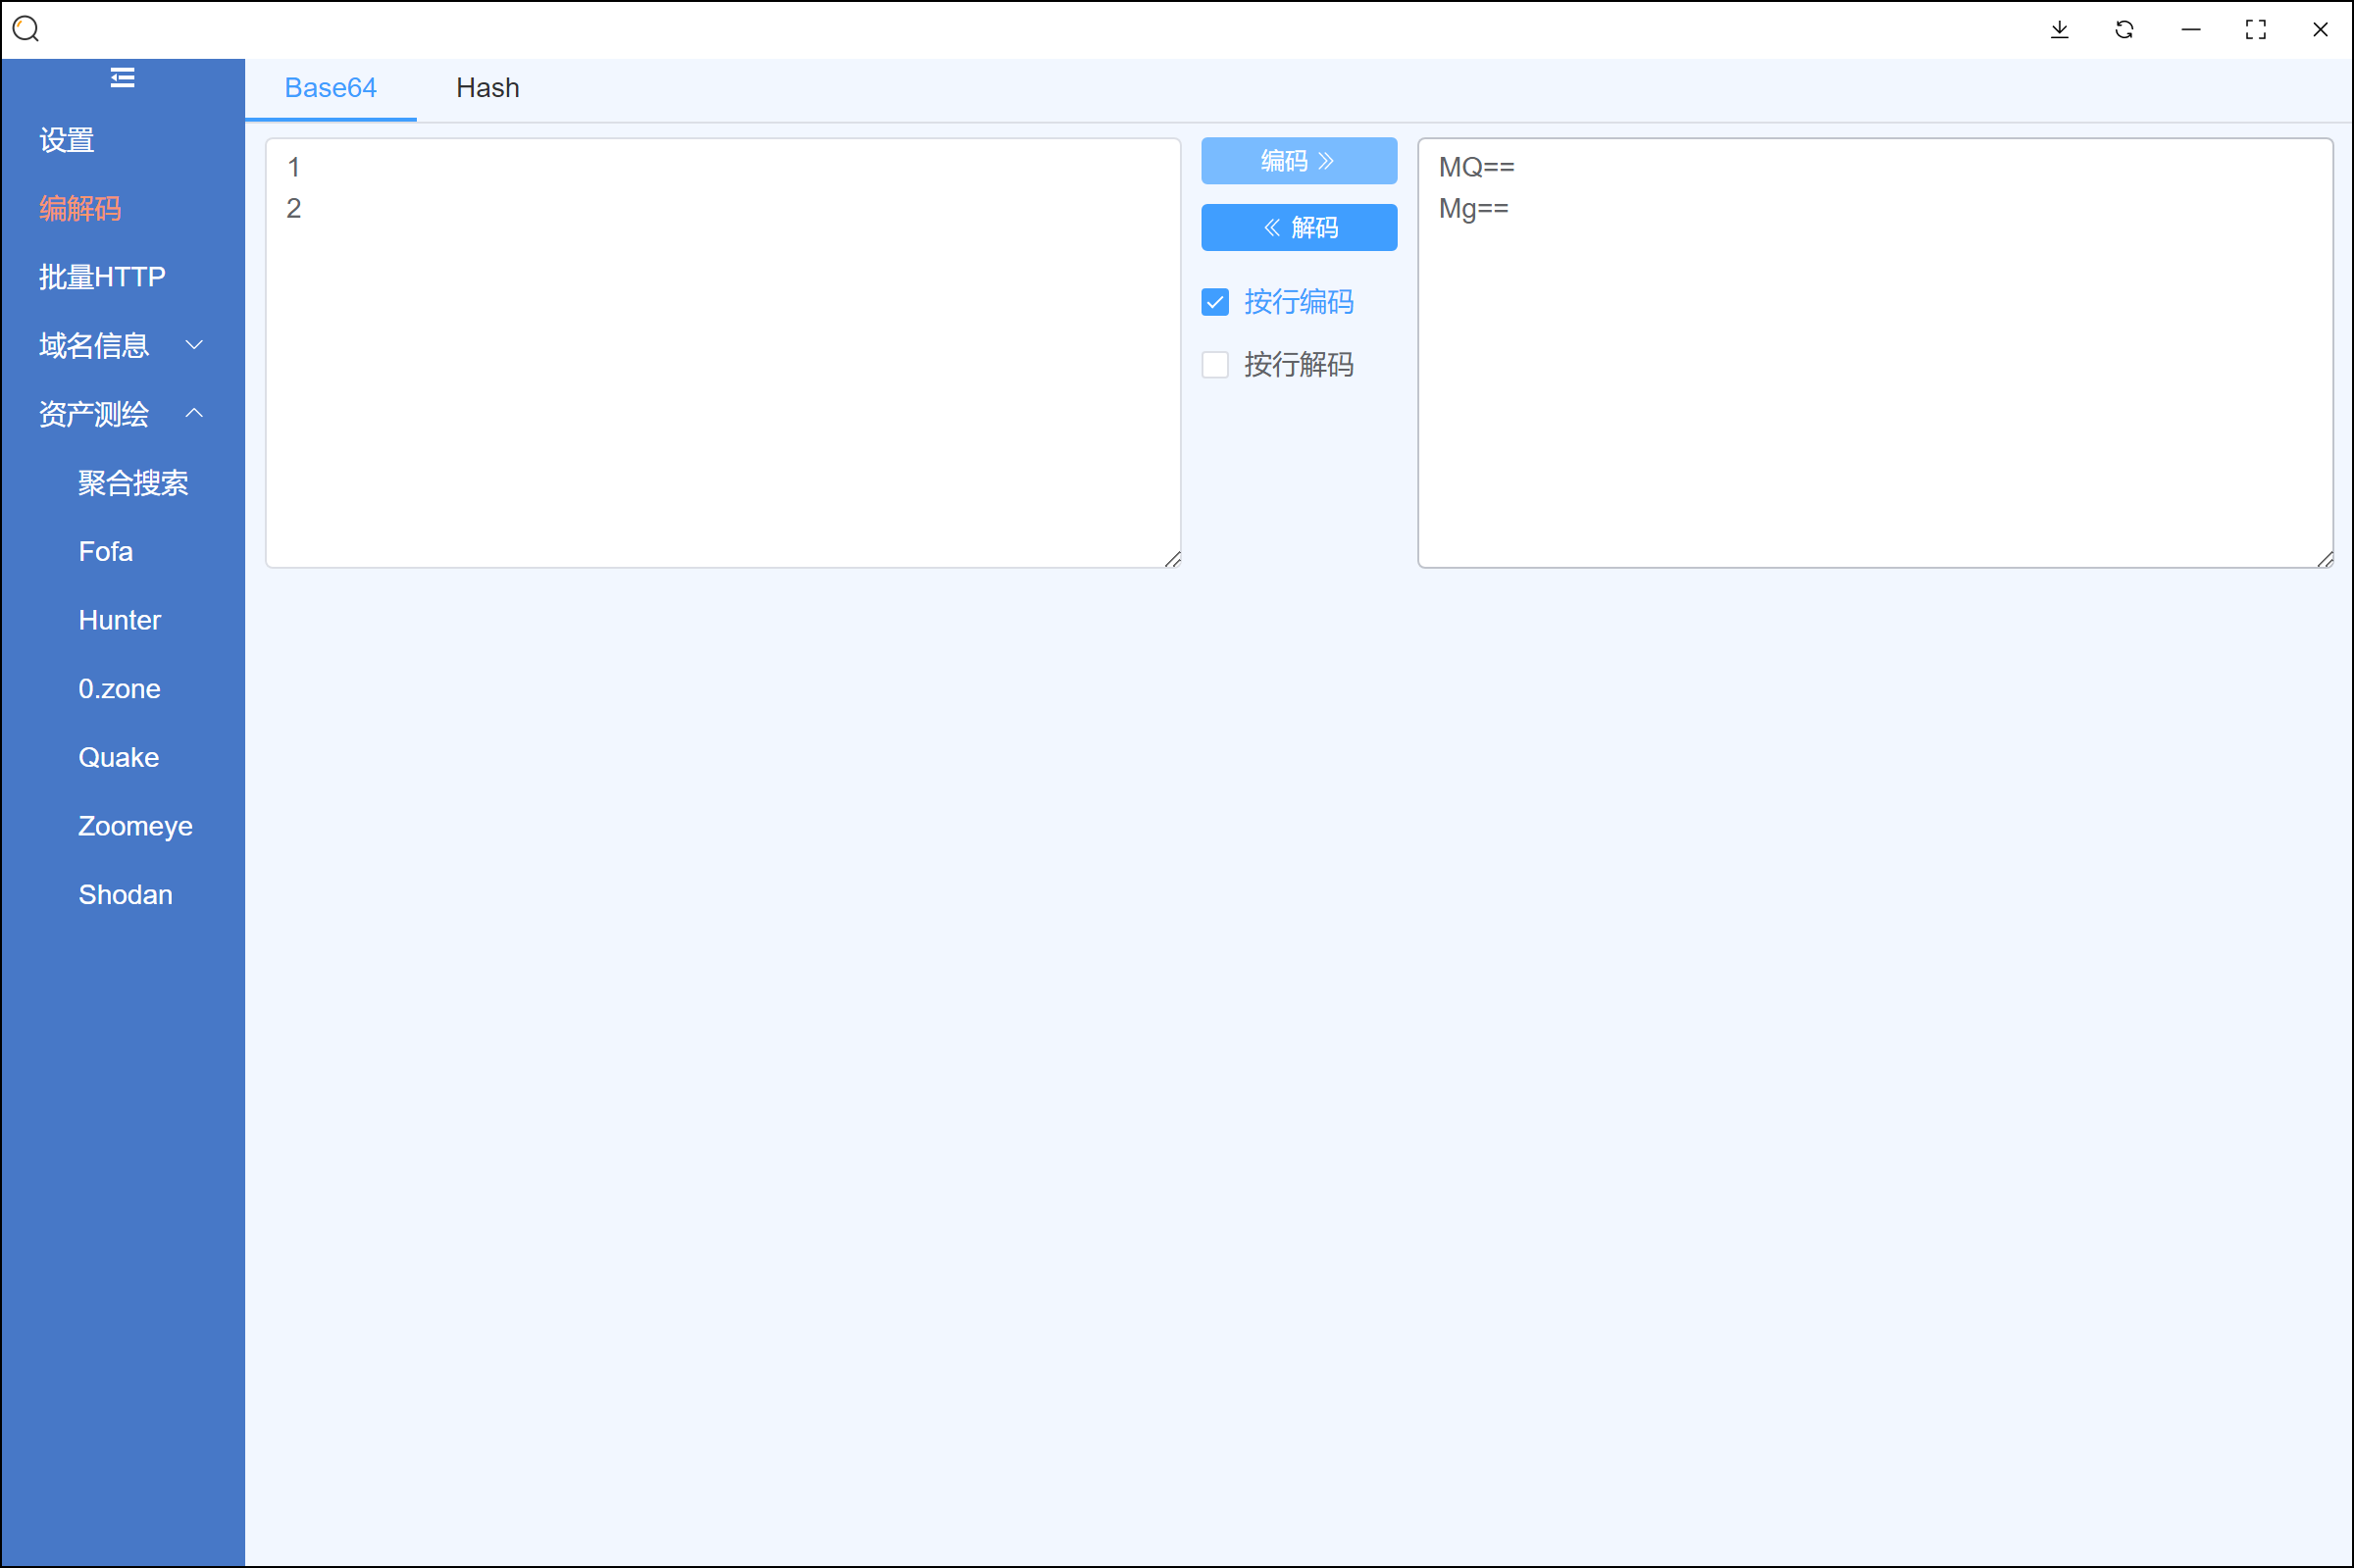 设置
编解码
批量HTTP
域名信息
资产测绘
聚合搜索
Fofa
Hunter
0.zone
Quake
Zoomeye
Shodan
Base64 Hash
1
2
编码
解码
按行编码
按行解码
MQ==
Mg==